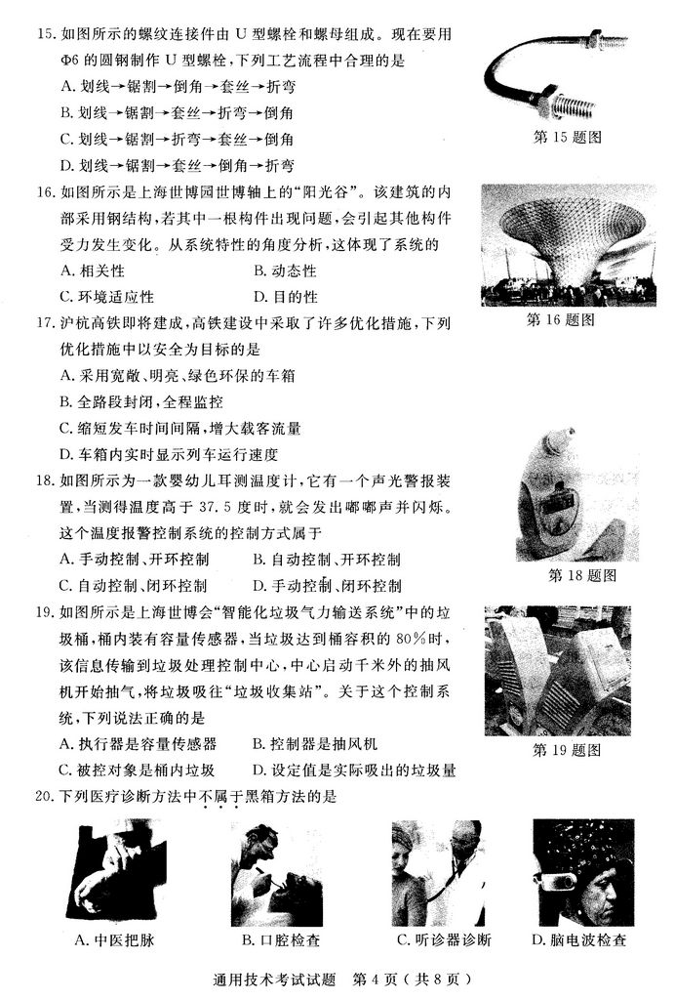 15. 如图所示的螺纹连接件由 U 型螺栓和螺母组成。现在要用
Φ6 的圆钢制作 U 型螺栓,下列工艺流程中合理的是
A. 划线→锯割→倒角→套丝→折弯
B. 划线→锯割→套丝→折弯→倒角
C. 划线→锯割→折弯→套丝→倒角
D. 划线→锯割→套丝→倒角→折弯
第 15 题图
16. 如图所示是上海世博园世博轴上的“阳光谷”。该建筑的内
部采用钢结构,若其中一根构件出现问题,会引起其他构件
受力发生变化。从系统特性的角度分析,这体现了系统的
A. 相关性 B. 动态性
C. 环境适应性 D. 目的性
第 16 题图
17. 沪杭高铁即将建成,高铁建设中采取了许多优化措施,下列
优化措施中以安全为目标的是
A. 采用宽敞、明亮、绿色环保的车箱
B. 全路段封闭,全程监控
C. 缩短发车时间间隔,增大载客流量
D. 车箱内实时显示列车运行速度
18. 如图所示为一款婴幼儿耳测温度计,它有一个声光警报装
置,当测得温度高于 37.5 度时,就会发出嘟嘟声并闪烁。
这个温度报警控制系统的控制方式属于
A. 手动控制、开环控制 B. 自动控制、开环控制
C. 自动控制、闭环控制 D. 手动控制、闭环控制
第 18 题图
19. 如图所示是上海世博会“智能化垃圾气力输送系统”中的垃
圾桶,桶内装有容量传感器,当垃圾达到桶容积的 80%时,
该信息传输到垃圾处理控制中心,中心启动千米外的抽风
机开始抽气,将垃圾吸往“垃圾收集站”。关于这个控制系
统,下列说法正确的是
A. 执行器是容量传感器 B. 控制器是抽风机
C. 被控对象是桶内垃圾 D. 设定值是实际吸出的垃圾量
第 19 题图
20. 下列医疗诊断方法中不属于黑箱方法的是
A. 中医把脉 B. 口腔检查 C. 听诊器诊断 D. 脑电波检查
通用技术考试试题 第 4 页 ( 共 8 页 )